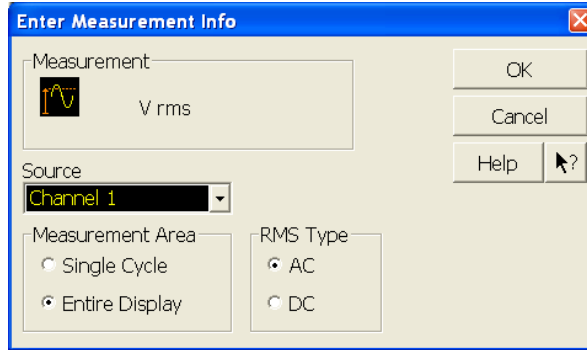 Enter Measurement Info
Measurement
V rms
OK
Cancel
Help
?
Source
Channel 1
Measurement Area
Single Cycle
Entire Display
RMS Type
AC
DC